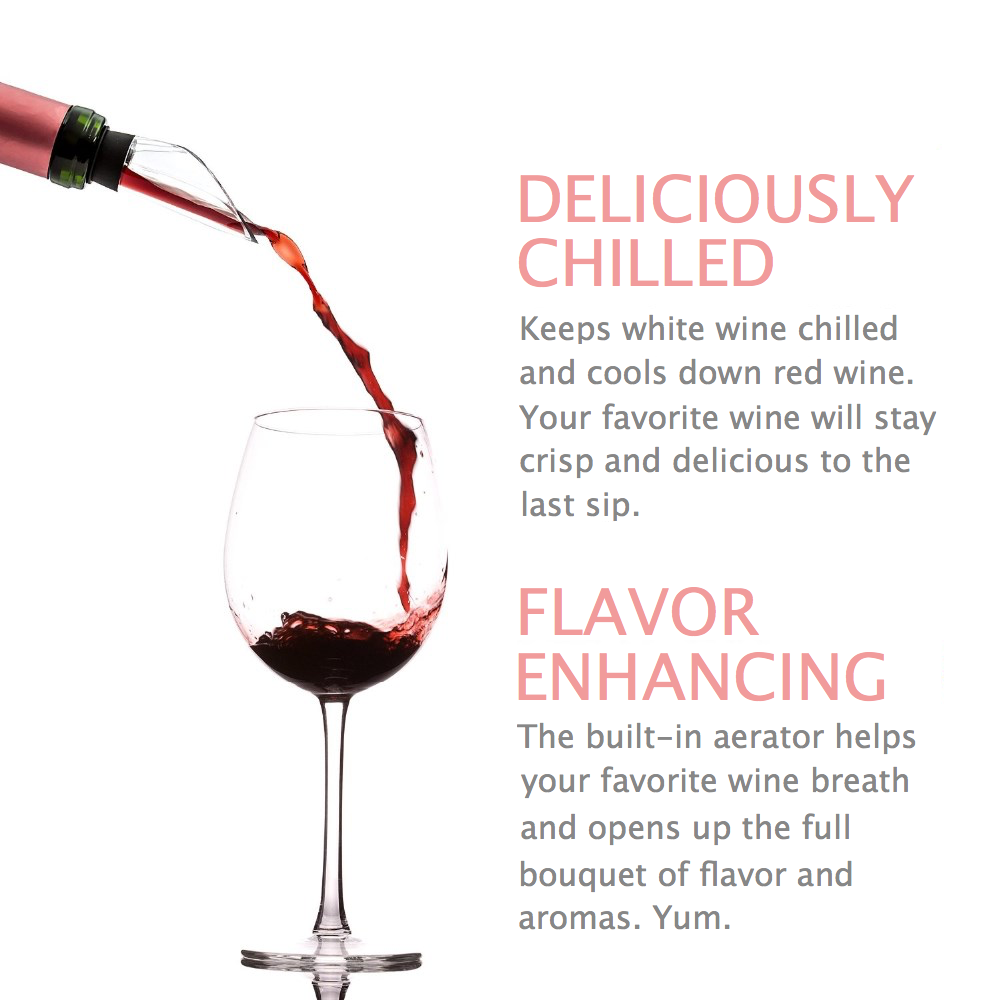 DELICIOUSLY
CHILLED
Keeps white wine chilled
and cools down red wine.
Your favorite wine will stay
crisp and delicious to the
last sip.
FLAVOR
ENHANCING
The built-in aerator helps
your favorite wine breath
and opens up the full
bouquet of flavor and
aromas. Yum.